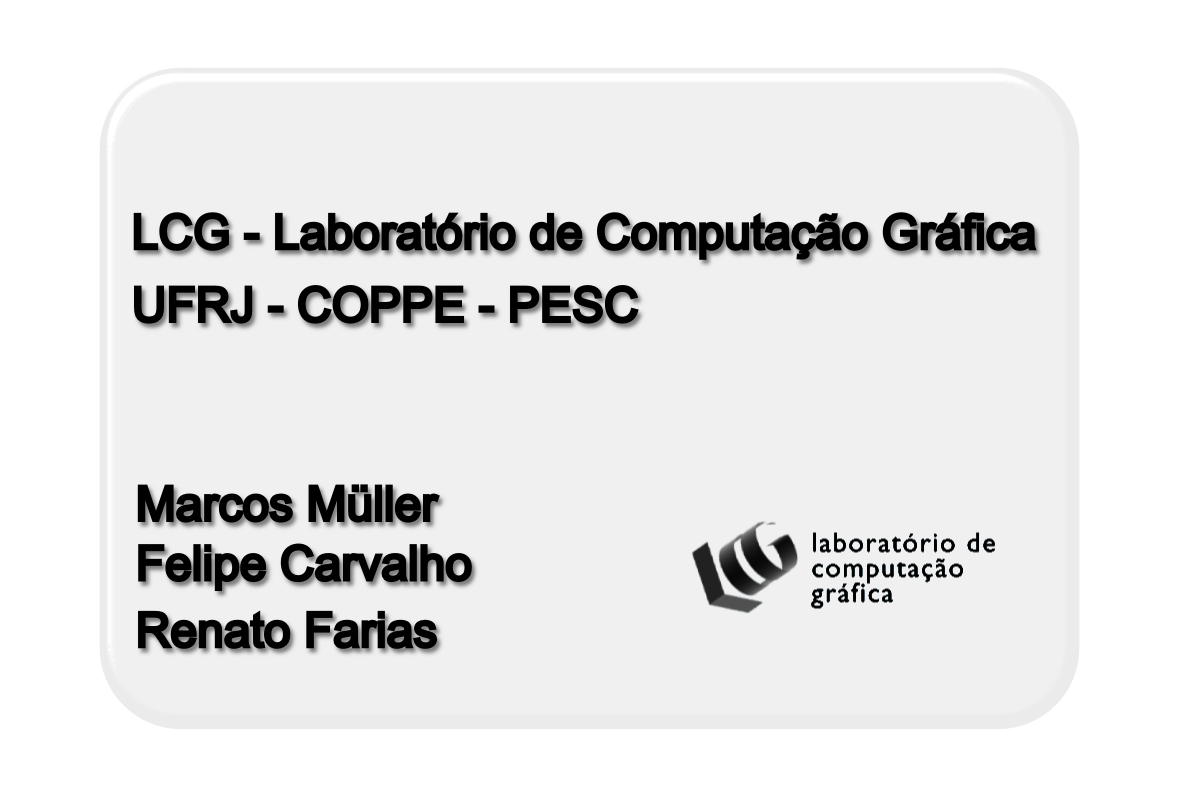 LCG - Laboratório de Computação Gráfica
UFRJ - COPPE - PESC
Marcos Müller
Felipe Carvalho
Renato Farias
LCG
laboratório de
computação
gráfica